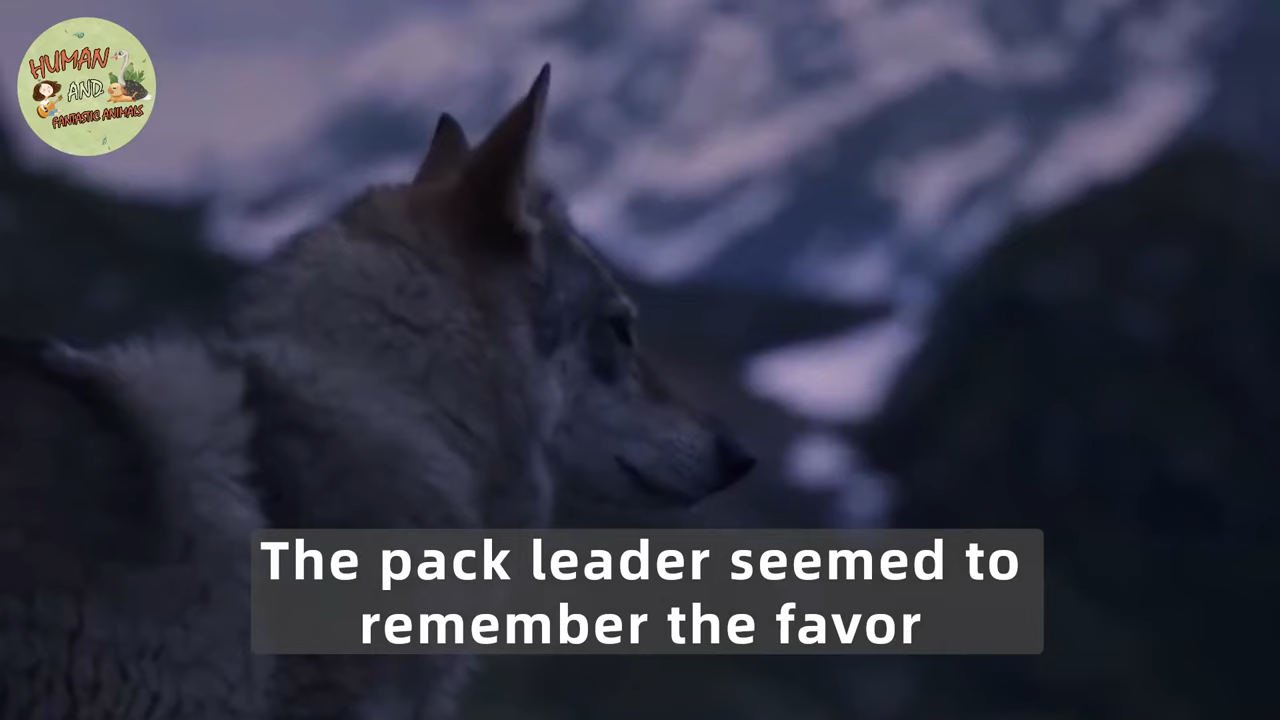 HUMAN
AND
FANTASTIC ANIMALS
The pack leader seemed to
remember the favor